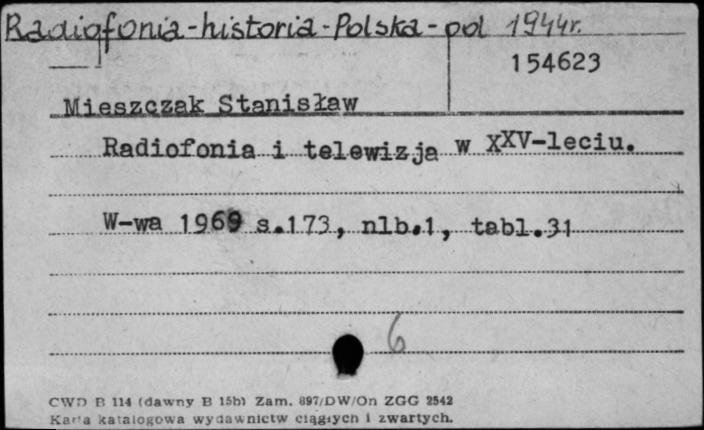 Radiofonia-historia-Polska-pol 1944r.
154623
Mieszczak Stanisław
Radiofonia i telewizja w XXV-leciu.
W-wa 1969 s.173, nlb.1, tabl.31
6
CWD B 114 (dawny B 15b) Zam. 897/DW/On ZGG 2542
Karta katalogowa wydawnictw ciągłych i zwartych.